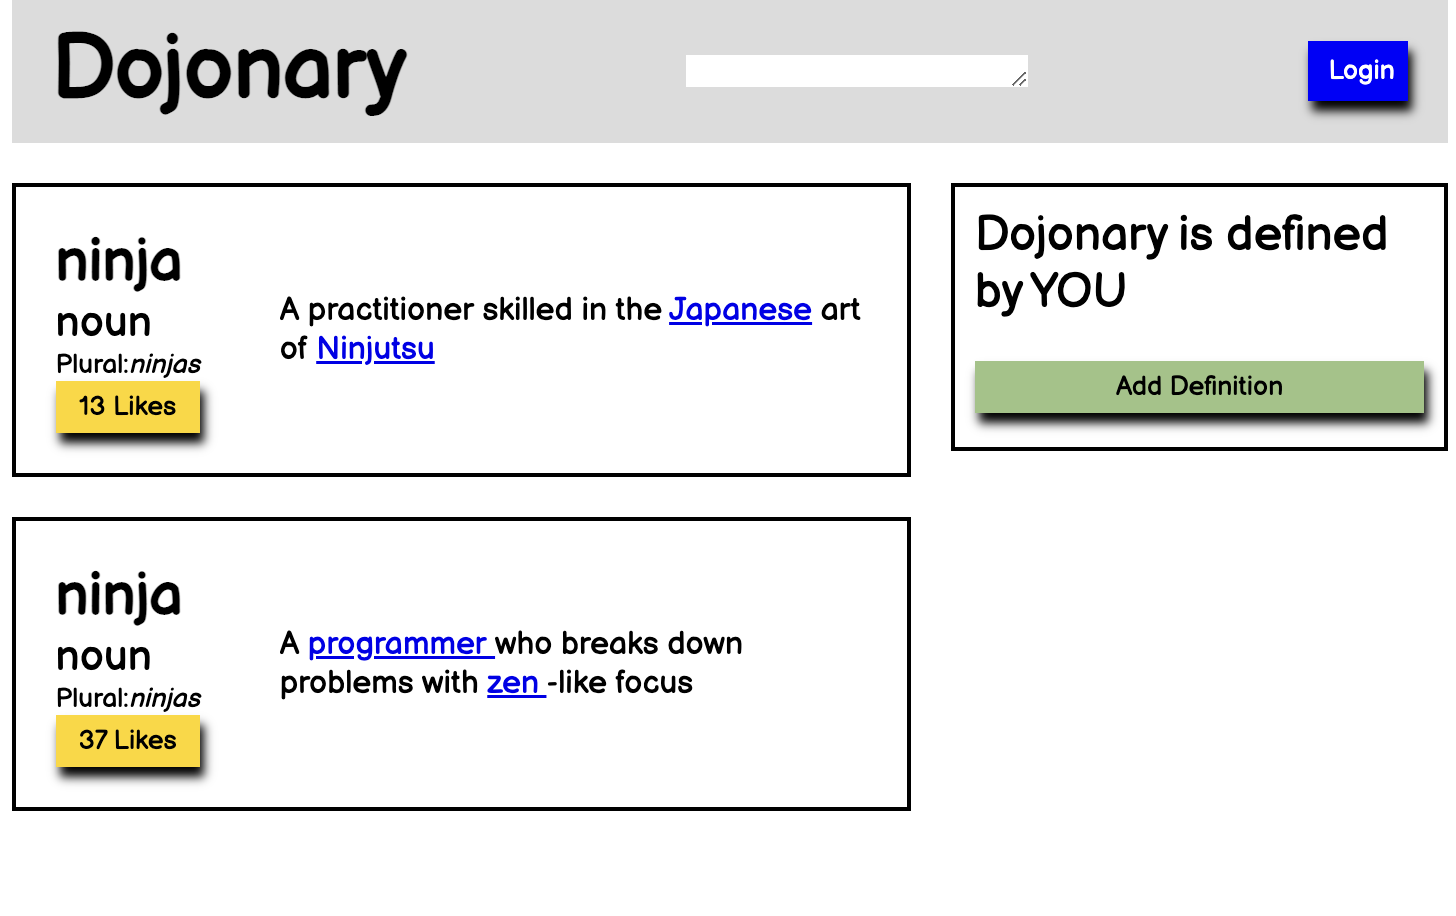 Dojonary
Login
ninja
noun
Plural:ninjas
13 Likes
A practitioner skilled in the Japanese art
of Ninjutsu
Dojonary is defined
by YOU
Add Definition
ninja
noun
Plural:ninjas
37 Likes
A programmer who breaks down
problems with zen -like focus